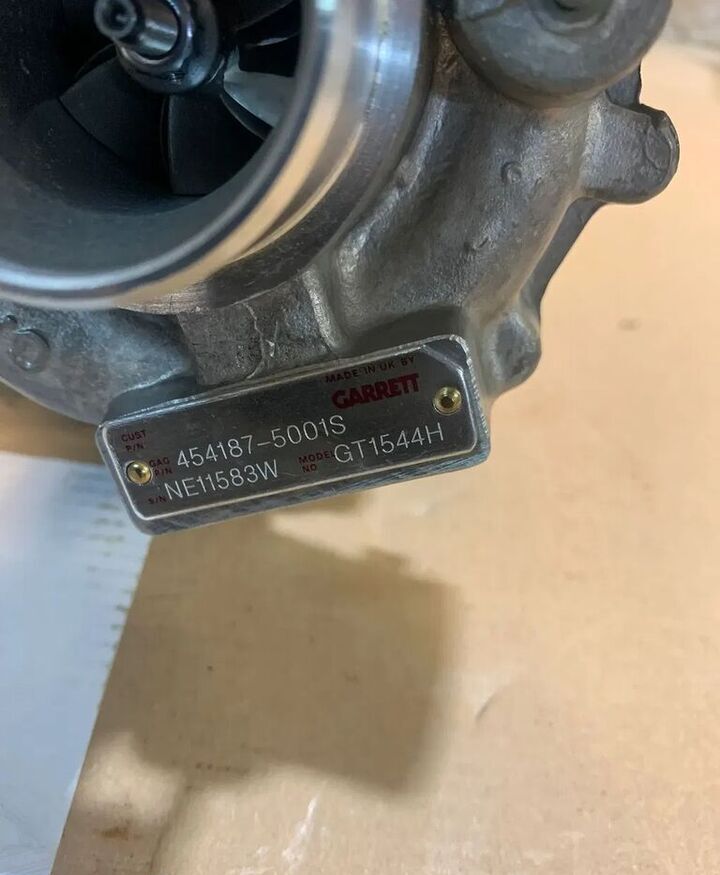 MADE IN UK BY
GARRETT
CUST P/N
GAG P/N 454187-5001S
S/N NE11583W MODEL NO GT1544H